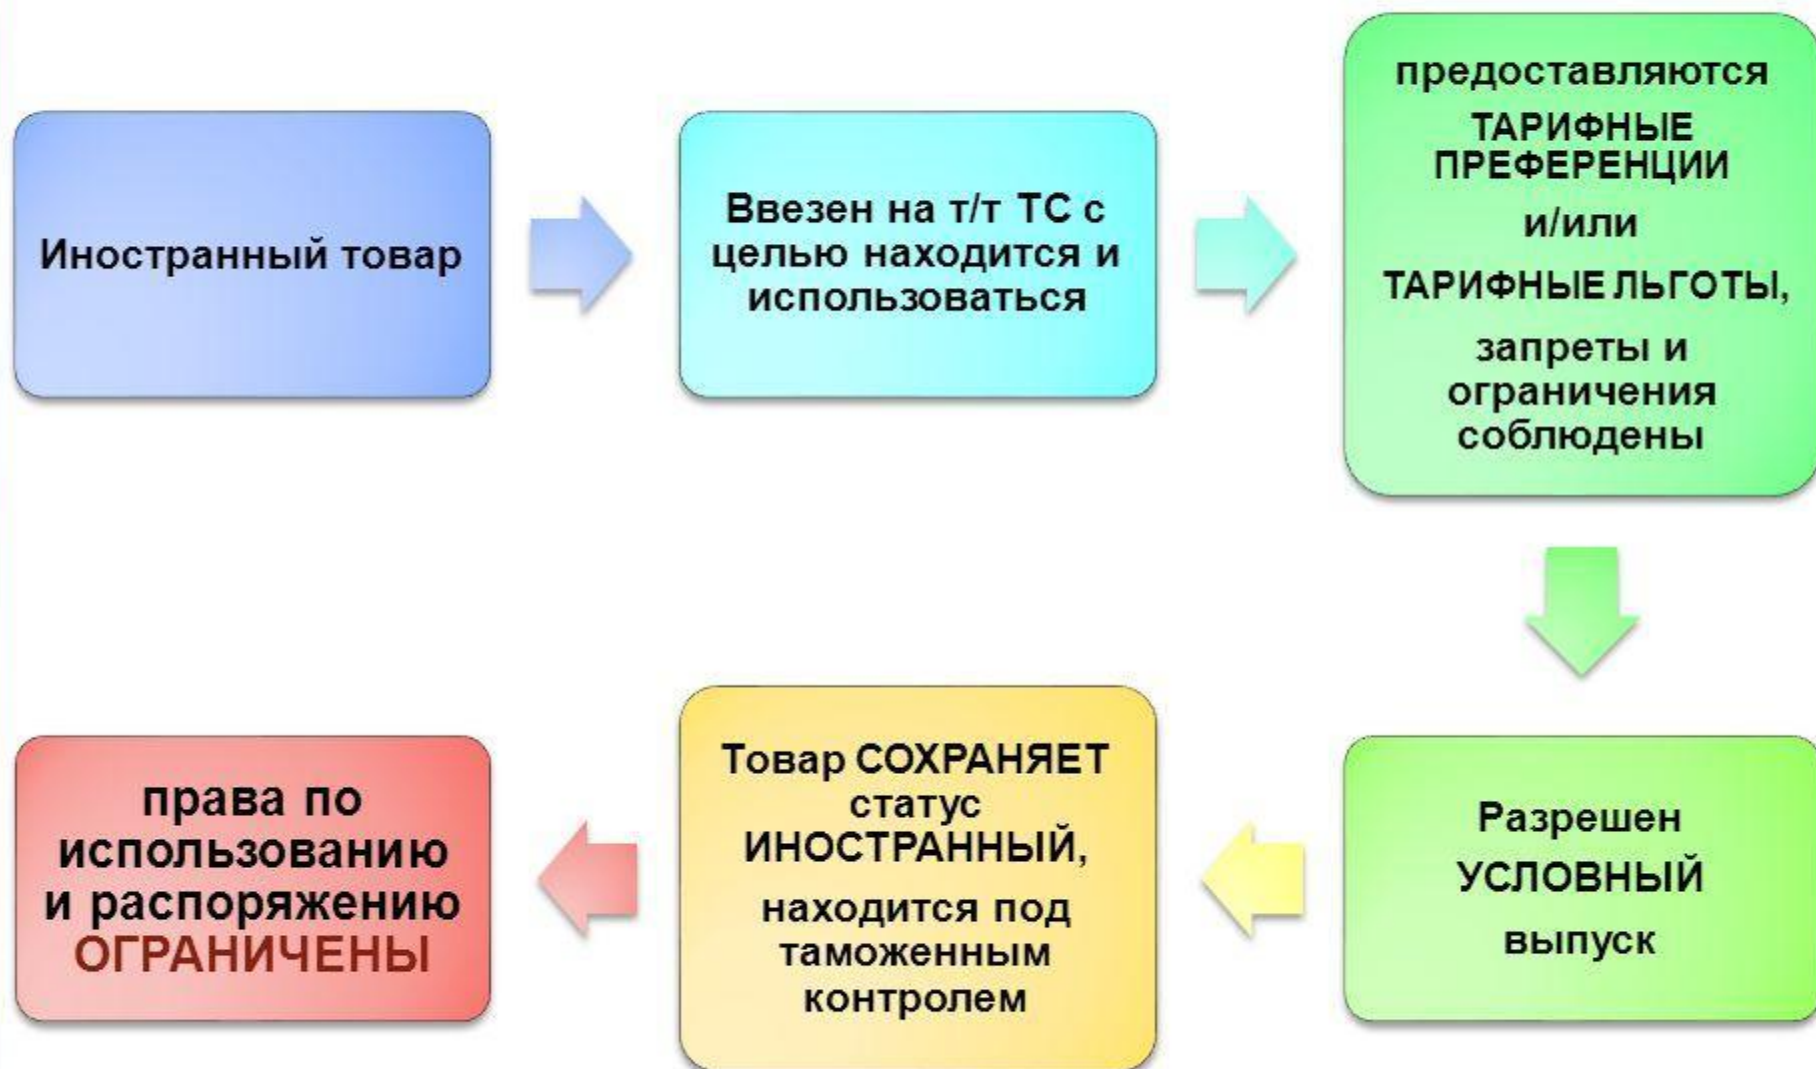 Иностранный товар
Ввезен на т/т ТС с
целью находится и
использоваться
предоставляются
ТАРИФНЫЕ
ПРЕФЕРЕНЦИИ
и/или
ТАРИФНЫЕ ЛЬГОТЫ,
запреты и
ограничения
соблюдены
Разрешен
УСЛОВНЫЙ
выпуск
Товар СОХРАНЯЕТ
статус
ИНОСТРАННЫЙ,
находится под
таможенным
контролем
права по
использованию
и распоряжению
ОГРАНИЧЕНЫ